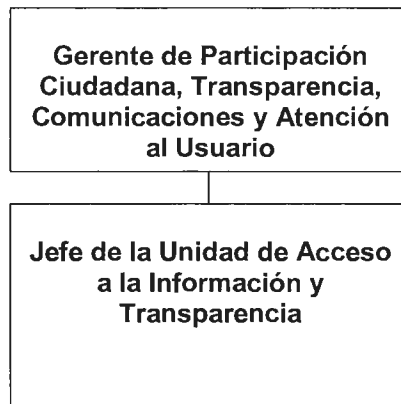 Gerente de Participación
Ciudadana, Transparencia,
Comunicaciones y Atención
al Usuario
Jefe de la Unidad de Acceso
a la Información y
Transparencia